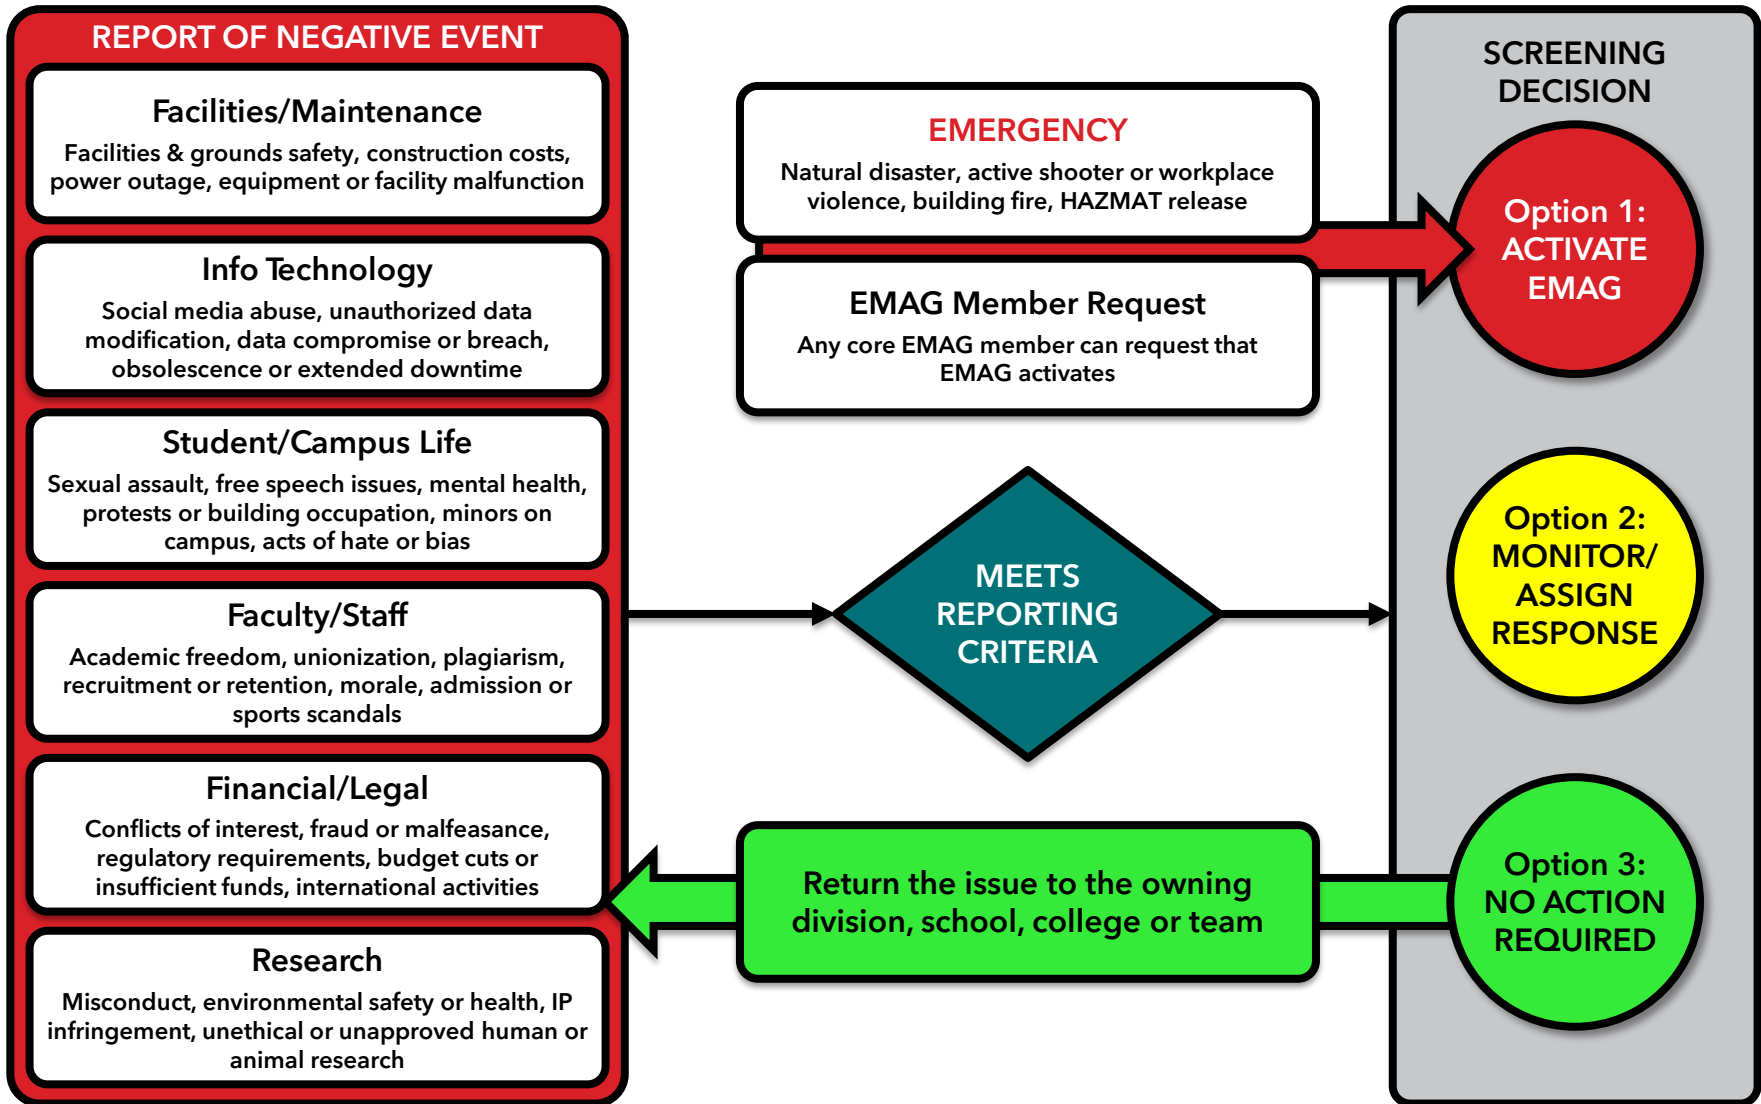 REPORT OF NEGATIVE EVENT
Facilities/Maintenance
Facilities & grounds safety, construction costs,
power outage, equipment or facility malfunction
Info Technology
Social media abuse, unauthorized data
modification, data compromise or breach,
obsolescence or extended downtime
Student/Campus Life
Sexual assault, free speech issues, mental health,
protests or building occupation, minors on
campus, acts of hate or bias
Faculty/Staff
Academic freedom, unionization, plagiarism,
recruitment or retention, morale, admission or
sports scandals
Financial/Legal
Conflicts of interest, fraud or malfeasance,
regulatory requirements, budget cuts or
insufficient funds, international activities
Research
Misconduct, environmental safety or health, IP
infringement, unethical or unapproved human or
animal research
EMERGENCY
Natural disaster, active shooter or workplace
violence, building fire, HAZMAT release
EMAG Member Request
Any core EMAG member can request that
EMAG activates
MEETS
REPORTING
CRITERIA
Return the issue to the owning
division, school, college or team
SCREENING
DECISION
Option 1:
ACTIVATE
EMAG
Option 2:
MONITOR/
ASSIGN
RESPONSE
Option 3:
NO ACTION
REQUIRED